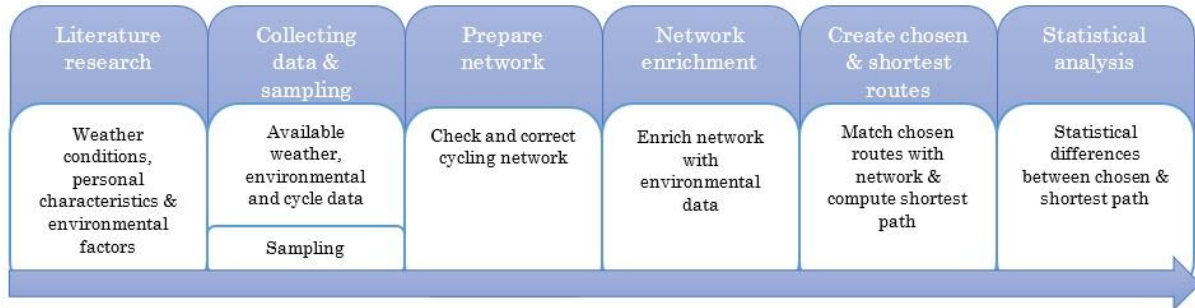 Literature
research
Weather
conditions,
personal
characteristics &
environmental
factors
Collecting
data &
sampling
Available
weather,
environmental
and cycle data
Sampling
Prepare
network
Check and correct
cycling network
Network
enrichment
Enrich network
with
environmental
data
Create chosen
& shortest
routes
Match chosen
routes with
network &
compute shortest
path
Statistical
analysis
Statistical
differences
between chosen &
shortest path